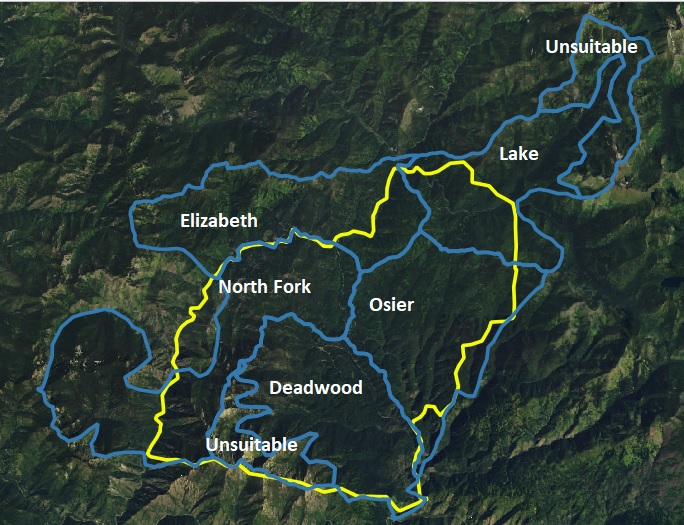 Unsuitable
Lake
Elizabeth
North Fork
Osier
Deadwood
Unsuitable